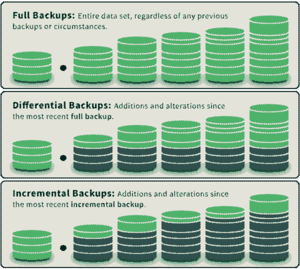 Full Backups: Entire data set, regardless of any previous
backups or circumstances.
Differential Backups: Additions and alterations since
the most recent full backup.
Incremental Backups: Additions and alterations since
the most recent incremental backup.